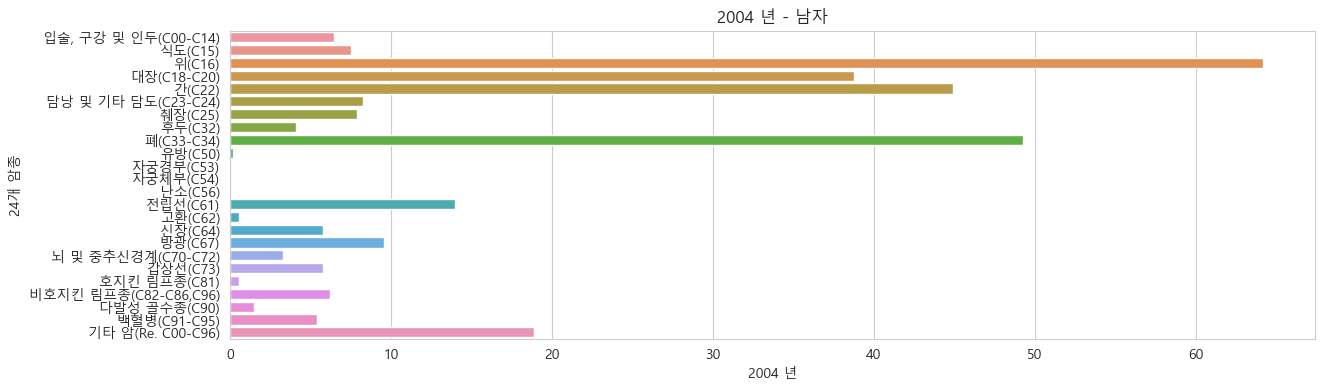 2004 년 - 남자
24개 암종
입술, 구강 및 인두(C00-C14)
식도(C15)
위(C16)
대장(C18-C20)
간(C22)
담낭 및 기타 담도(C23-C24)
췌장(C25)
후두(C32)
폐(C33-C34)
유방(C50)
자궁경부(C53)
자궁체부(C54)
난소(C56)
전립선(C61)
고환(C62)
신장(C64)
방광(C67)
뇌 및 중추신경계(C70-C72)
갑상선(C73)
호지킨 림프종(C81)
비호지킨 림프종(C82-C86,C96)
다발성 골수종(C90)
백혈병(C91-C95)
기타 암(Re. C00-C96)
0 10 20 30 40 50 60
2004 년